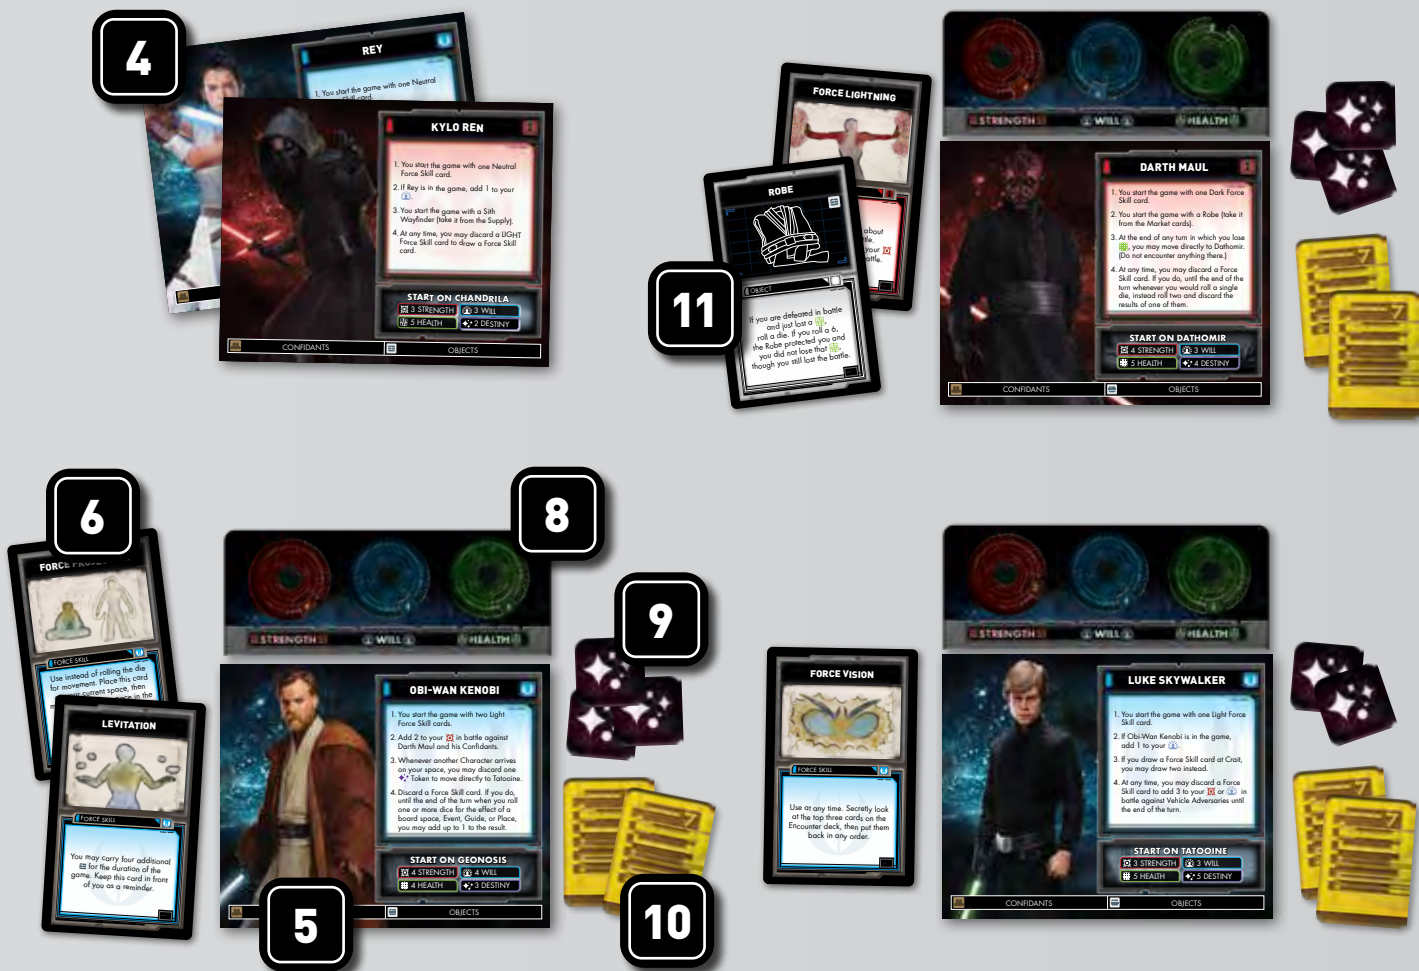 4
REY
1. You start the game with one Neutral
KYLO REN
1. You start the game with one Neutral
Force Skill card.
2. If Rey is in the game, add 1 to your
3. You start the game with a Sith
Wayfinder (take it from the Supply).
4. At any time, you may discard a LIGHT
Force Skill card to draw a Force Skill
card.
START ON CHANDRILA
3 STRENGTH 3 WILL
5 HEALTH 2 DESTINY
CONFIDANTS OBJECTS
FORCE LIGHTNING
about
your
ROBE
OBJECT
If you are defeated in battle
and just lost a
roll a die. If you roll a 6,
the Robe protected you and
you did not lose that
though you still lost the battle.
11
STRENGTH WILL HEALTH
DARTH MAUL
1. You start the game with one Dark Force
Skill card.
2. You start the game with a Robe (take it
from the Market cards).
3. At the end of any turn in which you lose
, you may move directly to Dathomir.
(Do not encounter anything there.)
4. At any time, you may discard a Force
Skill card. If you do, until the end of the
turn whenever you would roll a single
die, instead roll two and discard the
results of one of them.
START ON DATHOMIR
4 STRENGTH 3 WILL
5 HEALTH 4 DESTINY
CONFIDANTS OBJECTS
6
FORCE
FORCE SKILL
Use instead of rolling the die
for movement. Place this card
current space, then
in the
LEVITATION
FORCE SKILL
You may carry four additional
for the duration of the
game. Keep this card in front
of you as a reminder.
8
STRENGTH WILL HEALTH
9
OBI-WAN KENOBI
1. You start the game with two Light
Force Skill cards.
2. Add 2 to your in battle against
Darth Maul and his Confidants.
3. Whenever another Character arrives
on your space, you may discard one
Token to move directly to Tatooine.
4. Discard a Force Skill card. If you do,
until the end of the turn when you roll
one or more dice for the effect of a
board space, Event, Guide, or Place,
you may add up to 1 to the result.
START ON GEONOSIS
4 STRENGTH 4 WILL
4 HEALTH 3 DESTINY
OBJECTS
5
10
FORCE VISION
FORCE SKILL
Use at any time. Secretly look
at the top three cards on the
Encounter deck, then put them
back in any order.
STRENGTH WILL HEALTH
LUKE SKYWALKER
1. You start the game with one Light Force
Skill card.
2. If Obi-Wan Kenobi is in the game,
add 1 to your .
3. If you draw a Force Skill card at Crait,
you may draw two instead.
4. At any time, you may discard a Force
Skill card to add 3 to your or in
battle against Vehicle Adversaries until
the end of the turn.
START ON TATOOINE
3 STRENGTH 3 WILL
5 HEALTH 5 DESTINY
CONFIDANTS OBJECTS